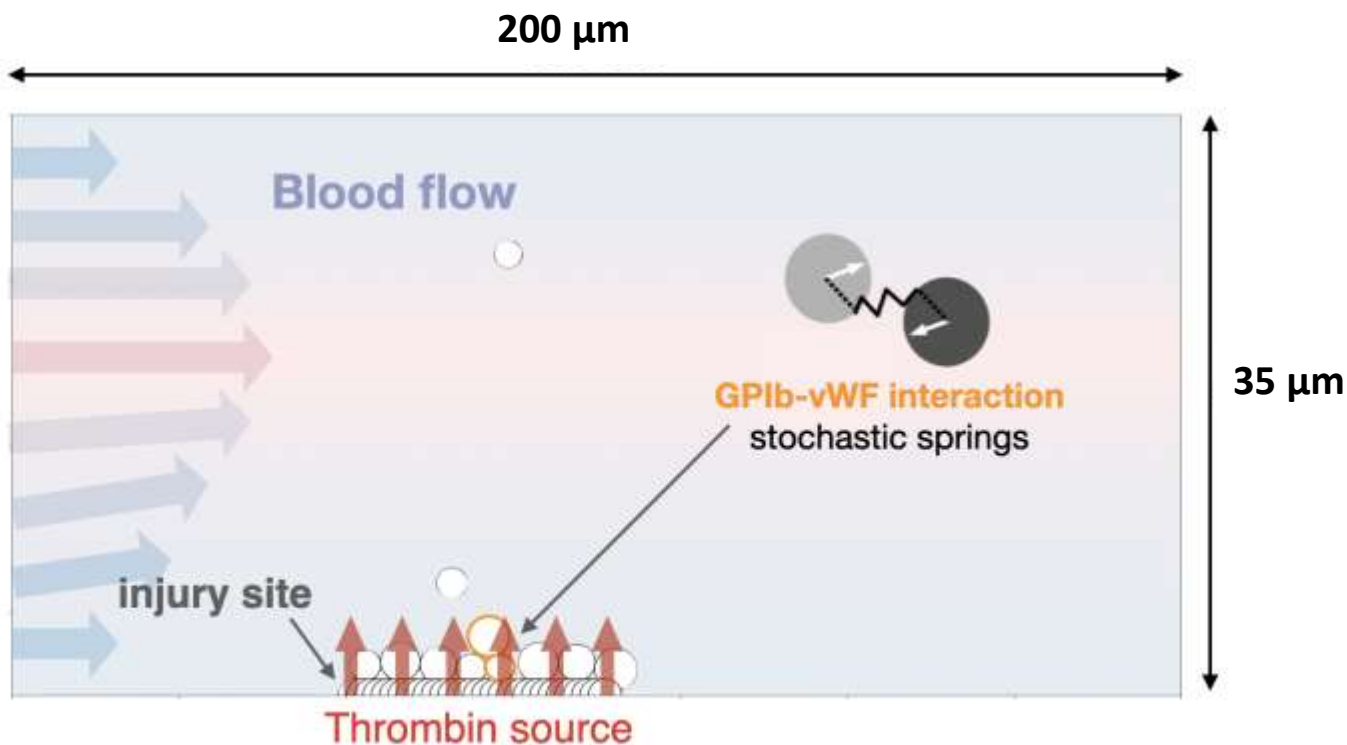 200 µm
Blood flow
35 µm
GPIb-vWF interaction
stochastic springs
injury site
Thrombin source